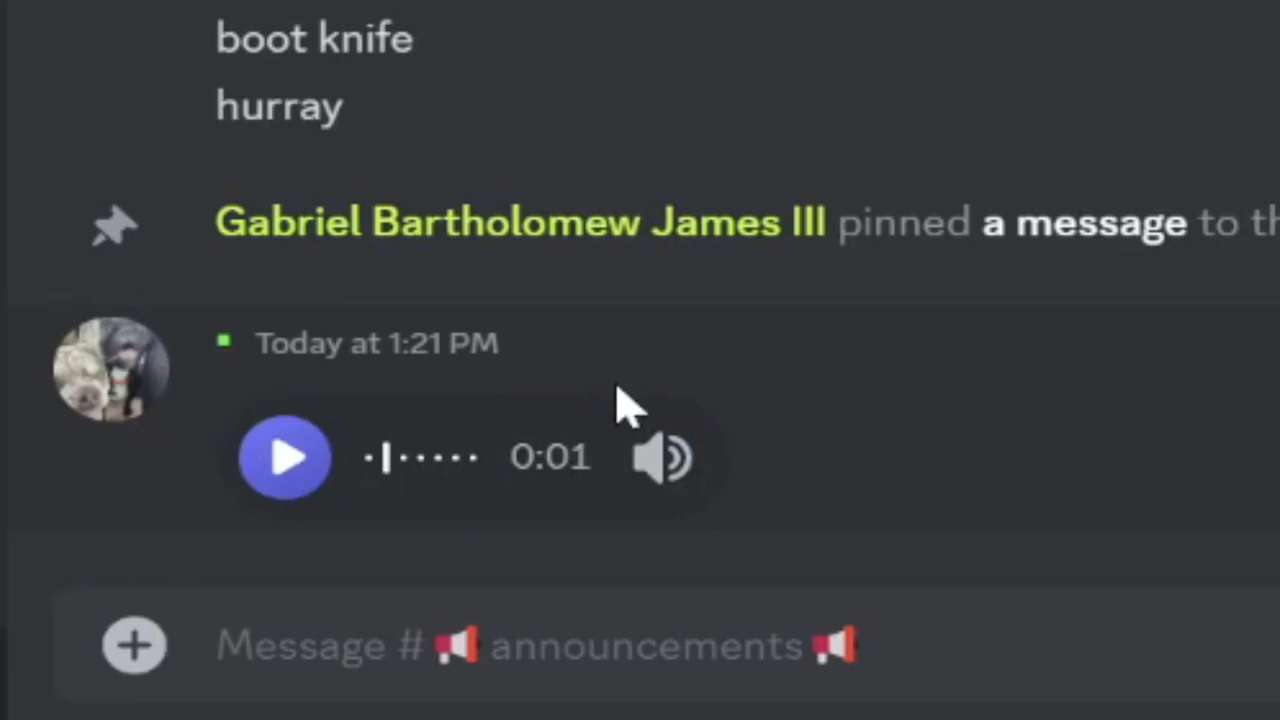 boot knife
hurray
Gabriel Bartholomew James III pinned a message to th
Today at 1:21 PM
0:01
Message #📢 announcements📢